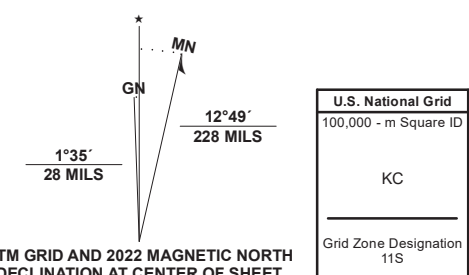 ★
MN
GN
12°49´
228 MILS
1°35´
28 MILS
TM GRID AND 2022 MAGNETIC NORTH
DECLINATION AT CENTER OF SHEET
U.S. National Grid
100,000 - m Square ID
KC
Grid Zone Designation
11S